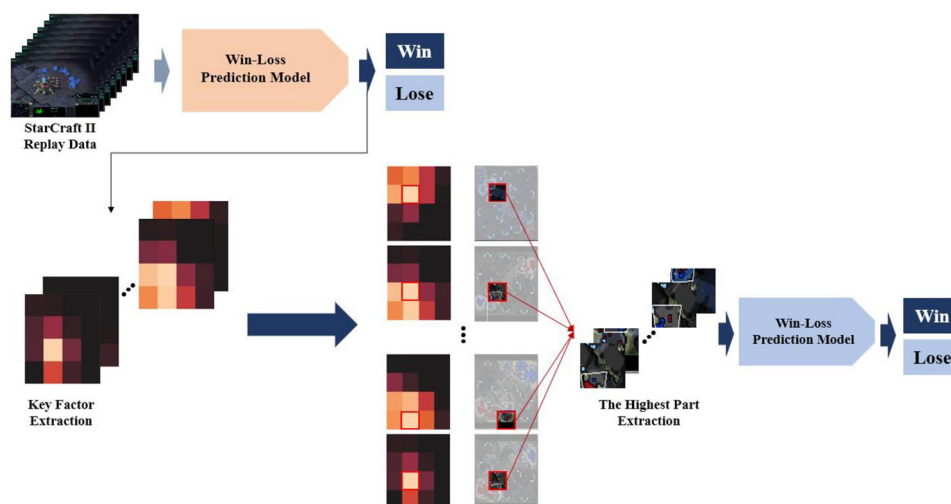 Win-Loss
Prediction Model
Win
Lose
StarCraft II
Replay Data
Key Factor
Extraction
The Highest Part
Extraction
Win-Loss
Prediction Model
Win
Lose